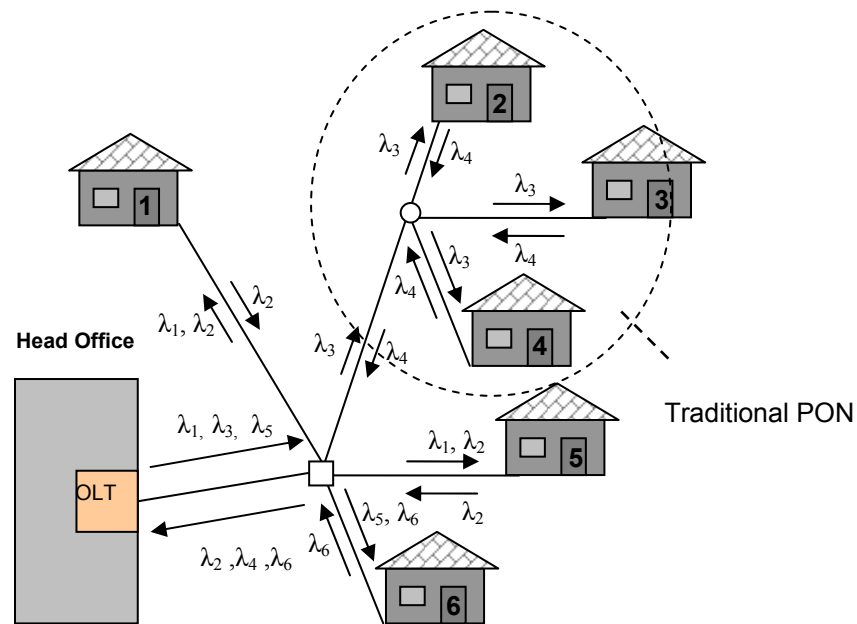 2
λ₃
λ₄
λ₃
3
1
λ₄
λ₃
λ₄
λ₂
λ₁, λ₂
4
Head Office
λ₃
λ₄
Traditional PON
λ₁, λ₃, λ₅
λ₁, λ₂
5
OLT
λ₂
λ₅, λ₆
λ₆
λ₂ ,λ₄ ,λ₆
6